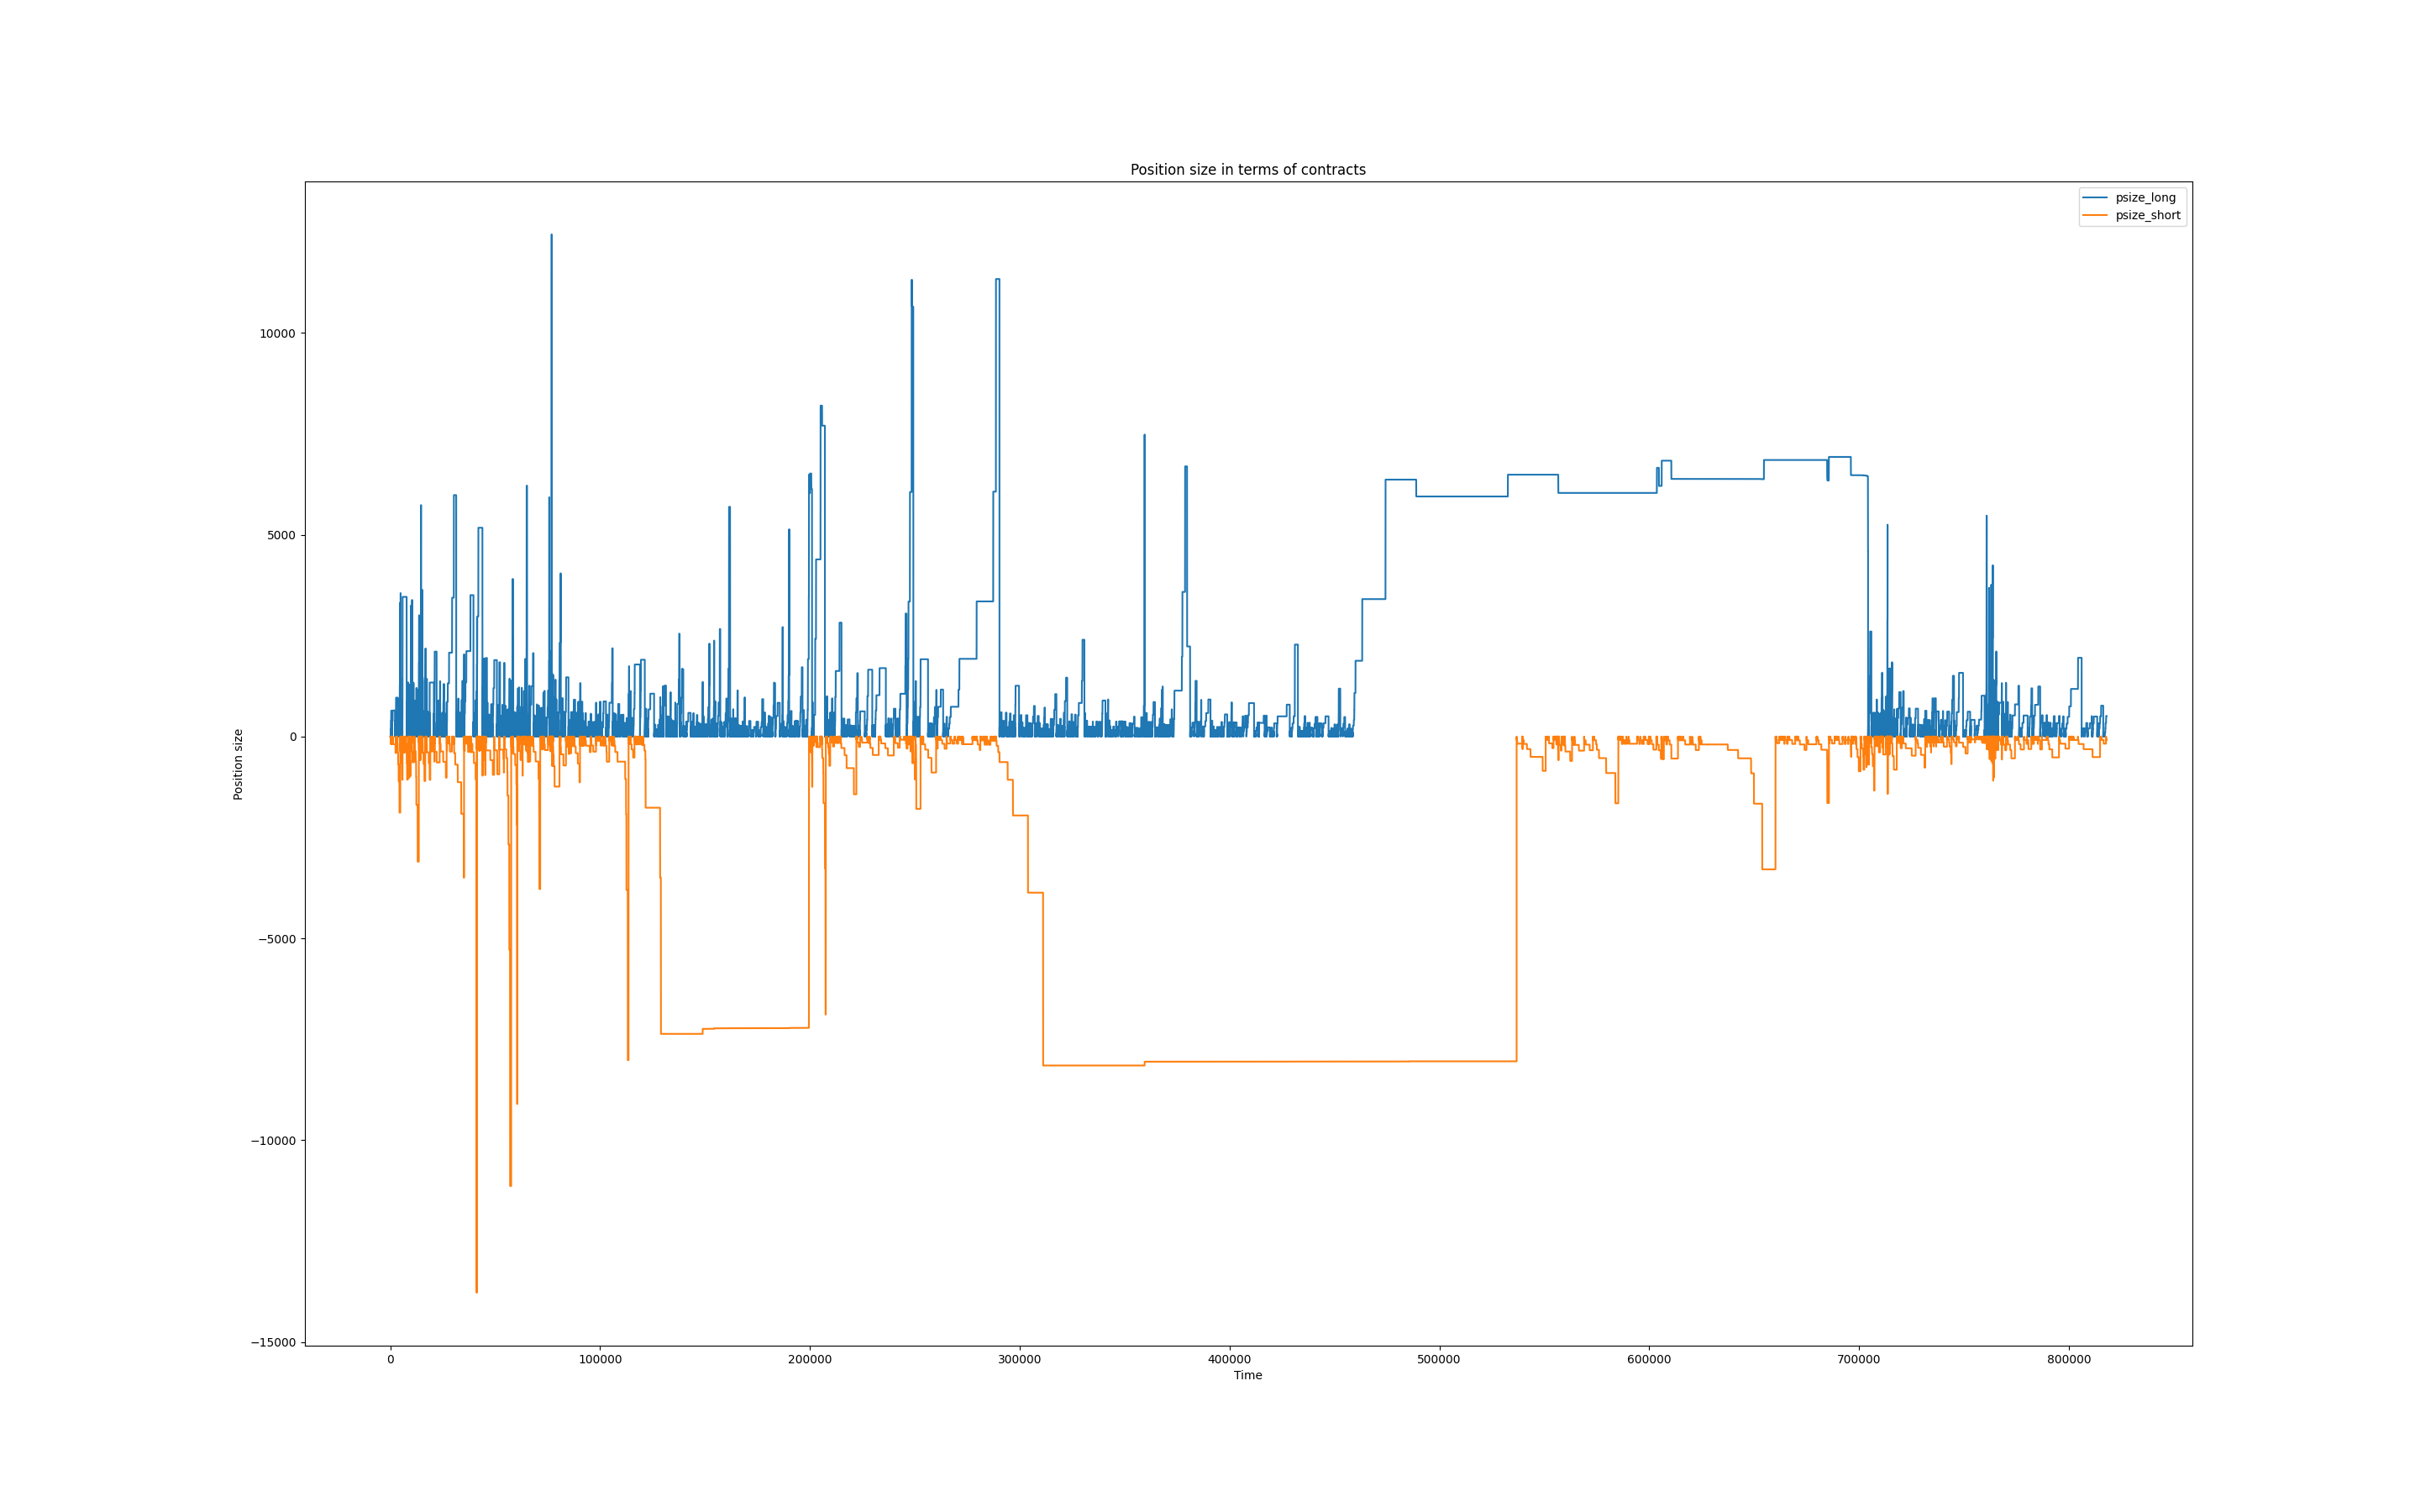 Position size in terms of contracts
psize_long
psize_short
10000
5000
0
−5000
−10000
−15000
Position size
0 100000 200000 300000 400000 500000 600000 700000 800000
Time